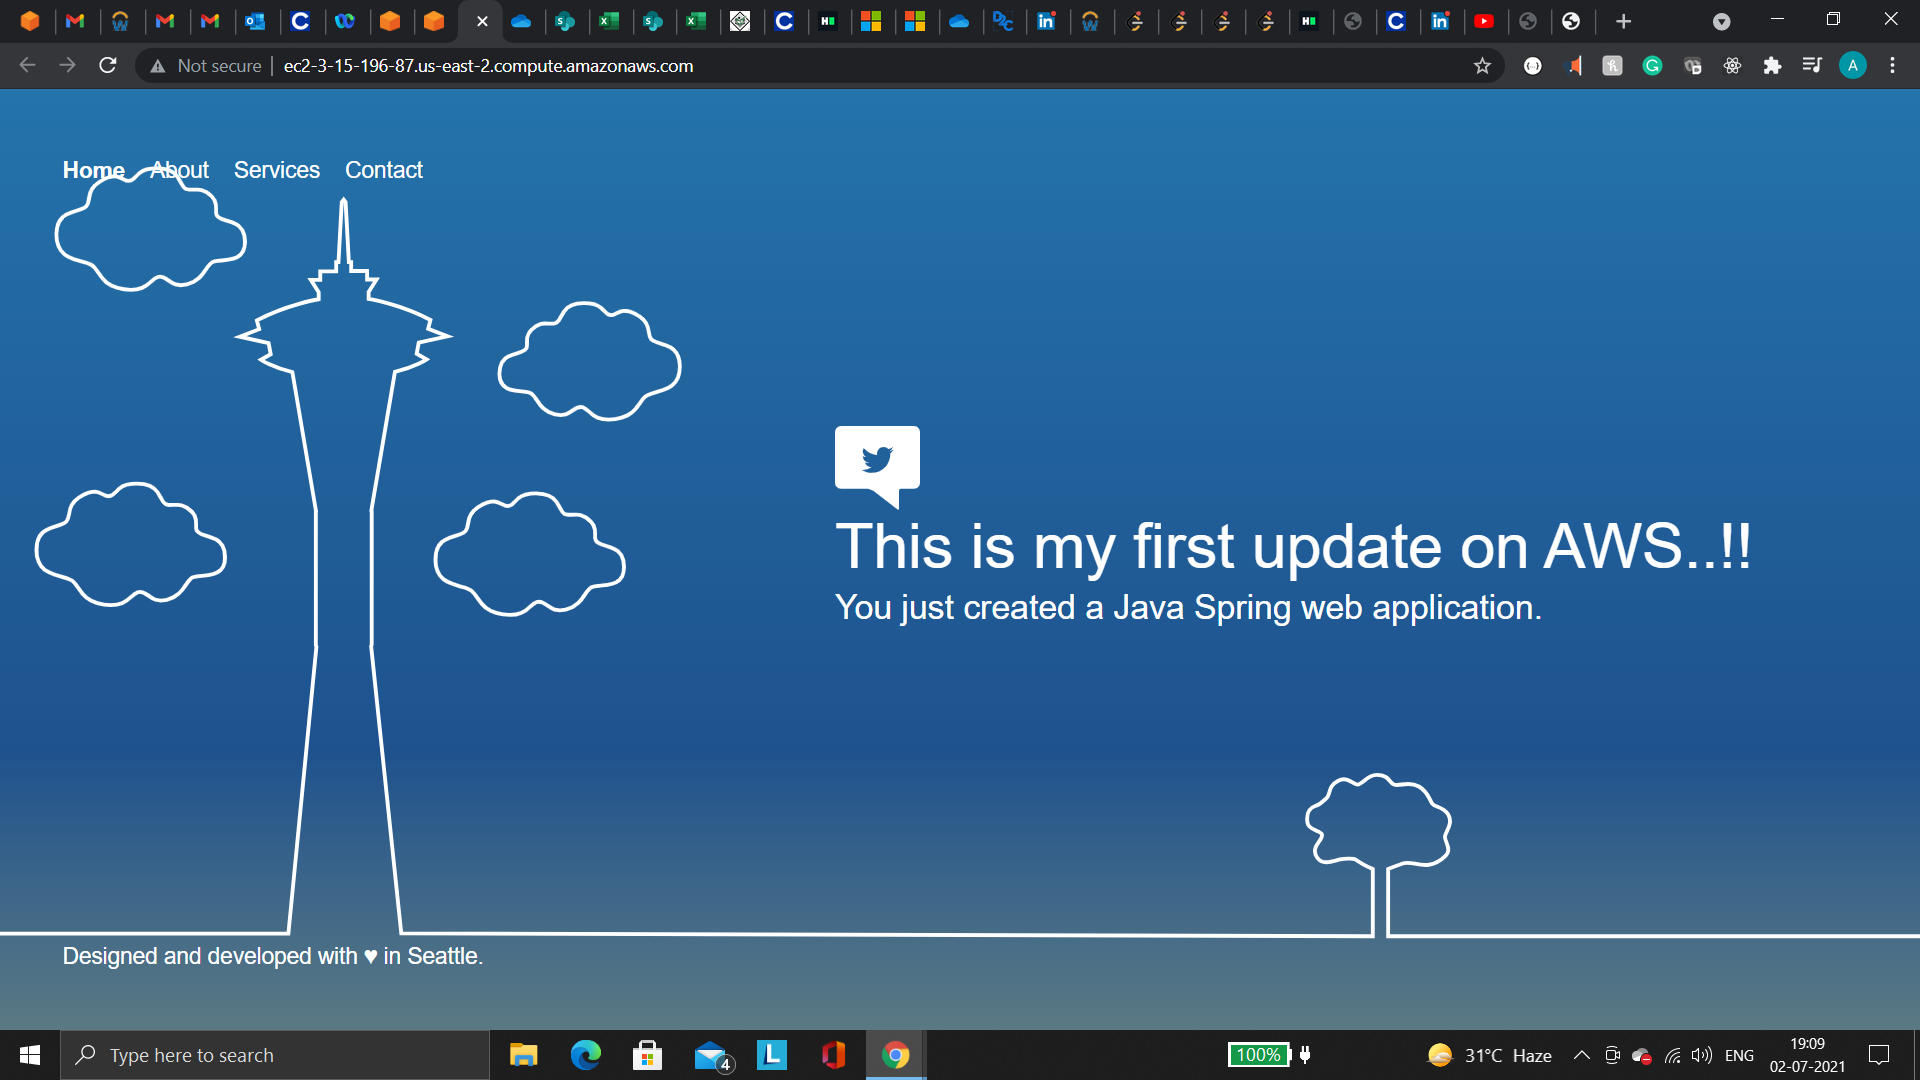 Not secure
ec2-3-15-196-87.us-east-2.compute.amazonaws.com
A
Home About Services Contact
This is my first update on AWS..!!
You just created a Java Spring web application.
Designed and developed with ♥ in Seattle.
Type here to search
4
L
100%
31°C Haze
ENG
19:09
02-07-2021